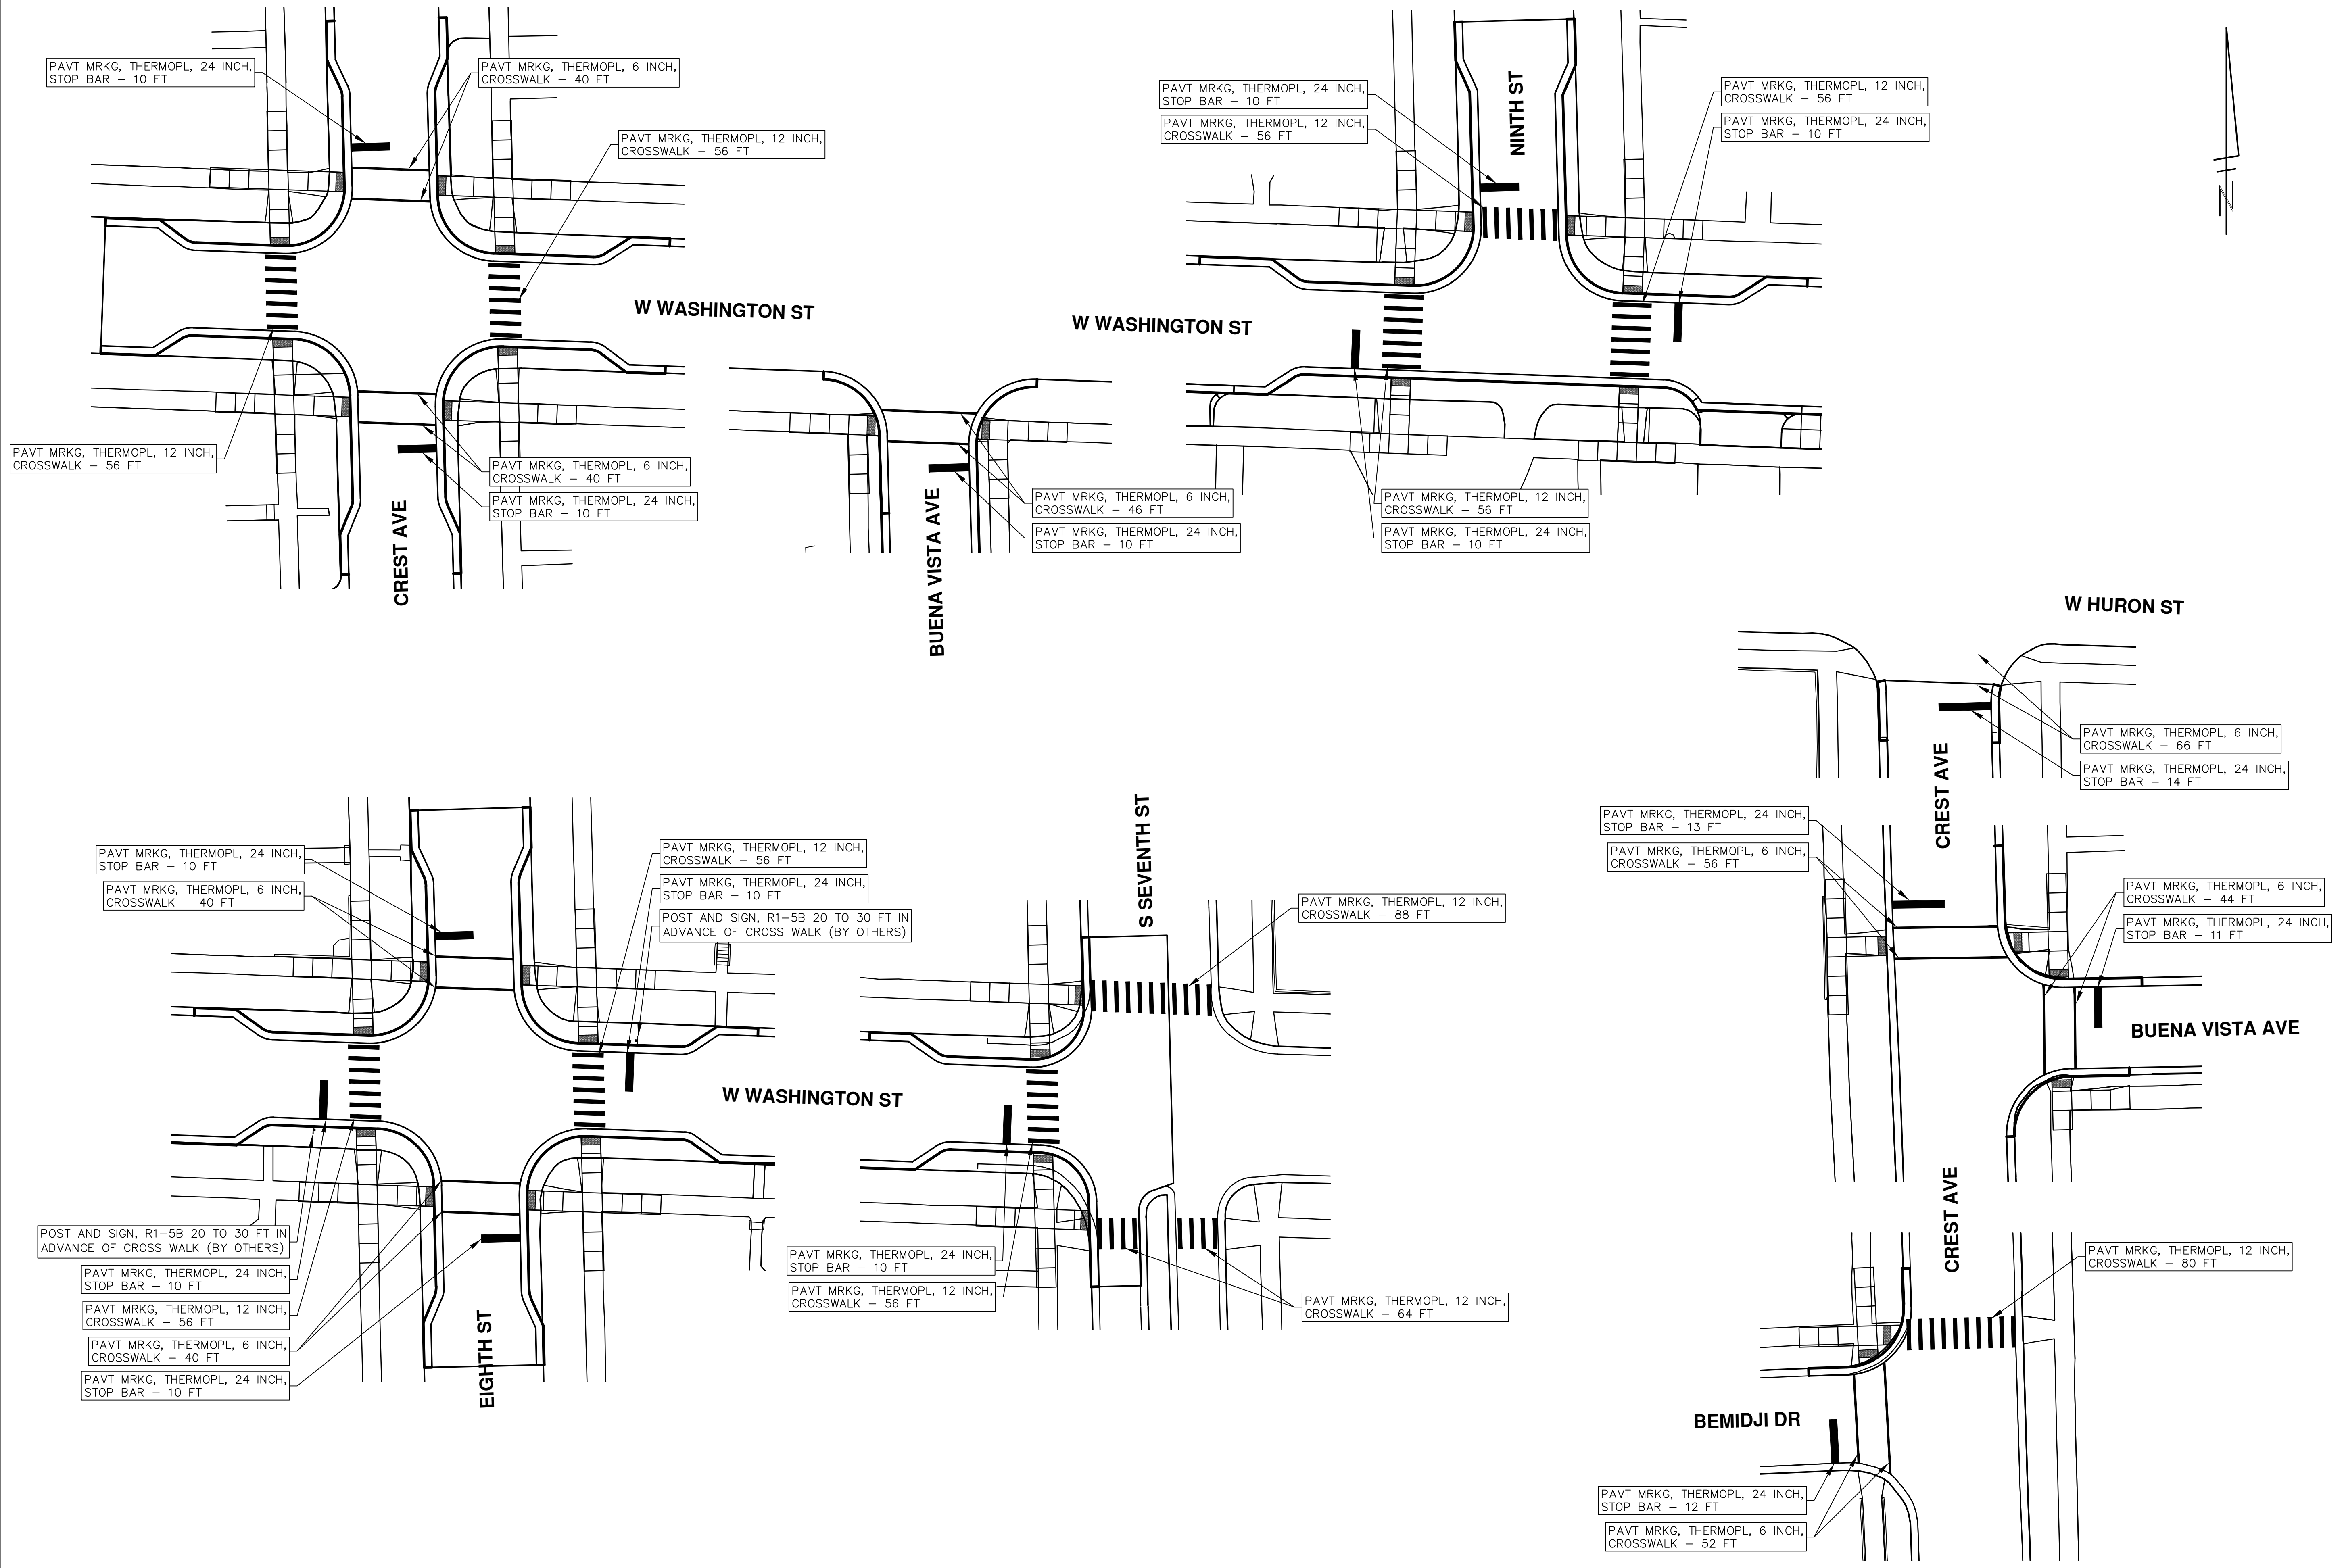 PAVT MRKG, THERMOPL, 24 INCH,
STOP BAR – 10 FT
PAVT MRKG, THERMOPL, 6 INCH,
CROSSWALK – 40 FT
PAVT MRKG, THERMOPL, 12 INCH,
CROSSWALK – 56 FT
W WASHINGTON ST
PAVT MRKG, THERMOPL, 12 INCH,
CROSSWALK – 56 FT
PAVT MRKG, THERMOPL, 6 INCH,
CROSSWALK – 40 FT
PAVT MRKG, THERMOPL, 24 INCH,
STOP BAR – 10 FT
CREST AVE
PAVT MRKG, THERMOPL, 6 INCH,
CROSSWALK – 46 FT
PAVT MRKG, THERMOPL, 24 INCH,
STOP BAR – 10 FT
BUENA VISTA AVE
PAVT MRKG, THERMOPL, 24 INCH,
STOP BAR – 10 FT
PAVT MRKG, THERMOPL, 12 INCH,
CROSSWALK – 56 FT
NINTH ST
PAVT MRKG, THERMOPL, 12 INCH,
CROSSWALK – 56 FT
PAVT MRKG, THERMOPL, 24 INCH,
STOP BAR – 10 FT
W WASHINGTON ST
PAVT MRKG, THERMOPL, 12 INCH,
CROSSWALK – 56 FT
PAVT MRKG, THERMOPL, 24 INCH,
STOP BAR – 10 FT
N
W HURON ST
PAVT MRKG, THERMOPL, 6 INCH,
CROSSWALK – 66 FT
PAVT MRKG, THERMOPL, 24 INCH,
STOP BAR – 14 FT
CREST AVE
PAVT MRKG, THERMOPL, 24 INCH,
STOP BAR – 13 FT
PAVT MRKG, THERMOPL, 6 INCH,
CROSSWALK – 56 FT
PAVT MRKG, THERMOPL, 6 INCH,
CROSSWALK – 44 FT
PAVT MRKG, THERMOPL, 24 INCH,
STOP BAR – 11 FT
BUENA VISTA AVE
PAVT MRKG, THERMOPL, 24 INCH,
STOP BAR – 10 FT
PAVT MRKG, THERMOPL, 6 INCH,
CROSSWALK – 40 FT
PAVT MRKG, THERMOPL, 12 INCH,
CROSSWALK – 56 FT
PAVT MRKG, THERMOPL, 24 INCH,
STOP BAR – 10 FT
POST AND SIGN, R1–5B 20 TO 30 FT IN
ADVANCE OF CROSS WALK (BY OTHERS)
W WASHINGTON ST
POST AND SIGN, R1–5B 20 TO 30 FT IN
ADVANCE OF CROSS WALK (BY OTHERS)
PAVT MRKG, THERMOPL, 24 INCH,
STOP BAR – 10 FT
PAVT MRKG, THERMOPL, 12 INCH,
CROSSWALK – 56 FT
PAVT MRKG, THERMOPL, 6 INCH,
CROSSWALK – 40 FT
PAVT MRKG, THERMOPL, 24 INCH,
STOP BAR – 10 FT
EIGHTH ST
S SEVENTH ST
PAVT MRKG, THERMOPL, 12 INCH,
CROSSWALK – 88 FT
PAVT MRKG, THERMOPL, 24 INCH,
STOP BAR – 10 FT
PAVT MRKG, THERMOPL, 12 INCH,
CROSSWALK – 56 FT
PAVT MRKG, THERMOPL, 12 INCH,
CROSSWALK – 64 FT
CREST AVE
PAVT MRKG, THERMOPL, 12 INCH,
CROSSWALK – 80 FT
BEMIDJI DR
PAVT MRKG, THERMOPL, 24 INCH,
STOP BAR – 12 FT
PAVT MRKG, THERMOPL, 6 INCH,
CROSSWALK – 52 FT